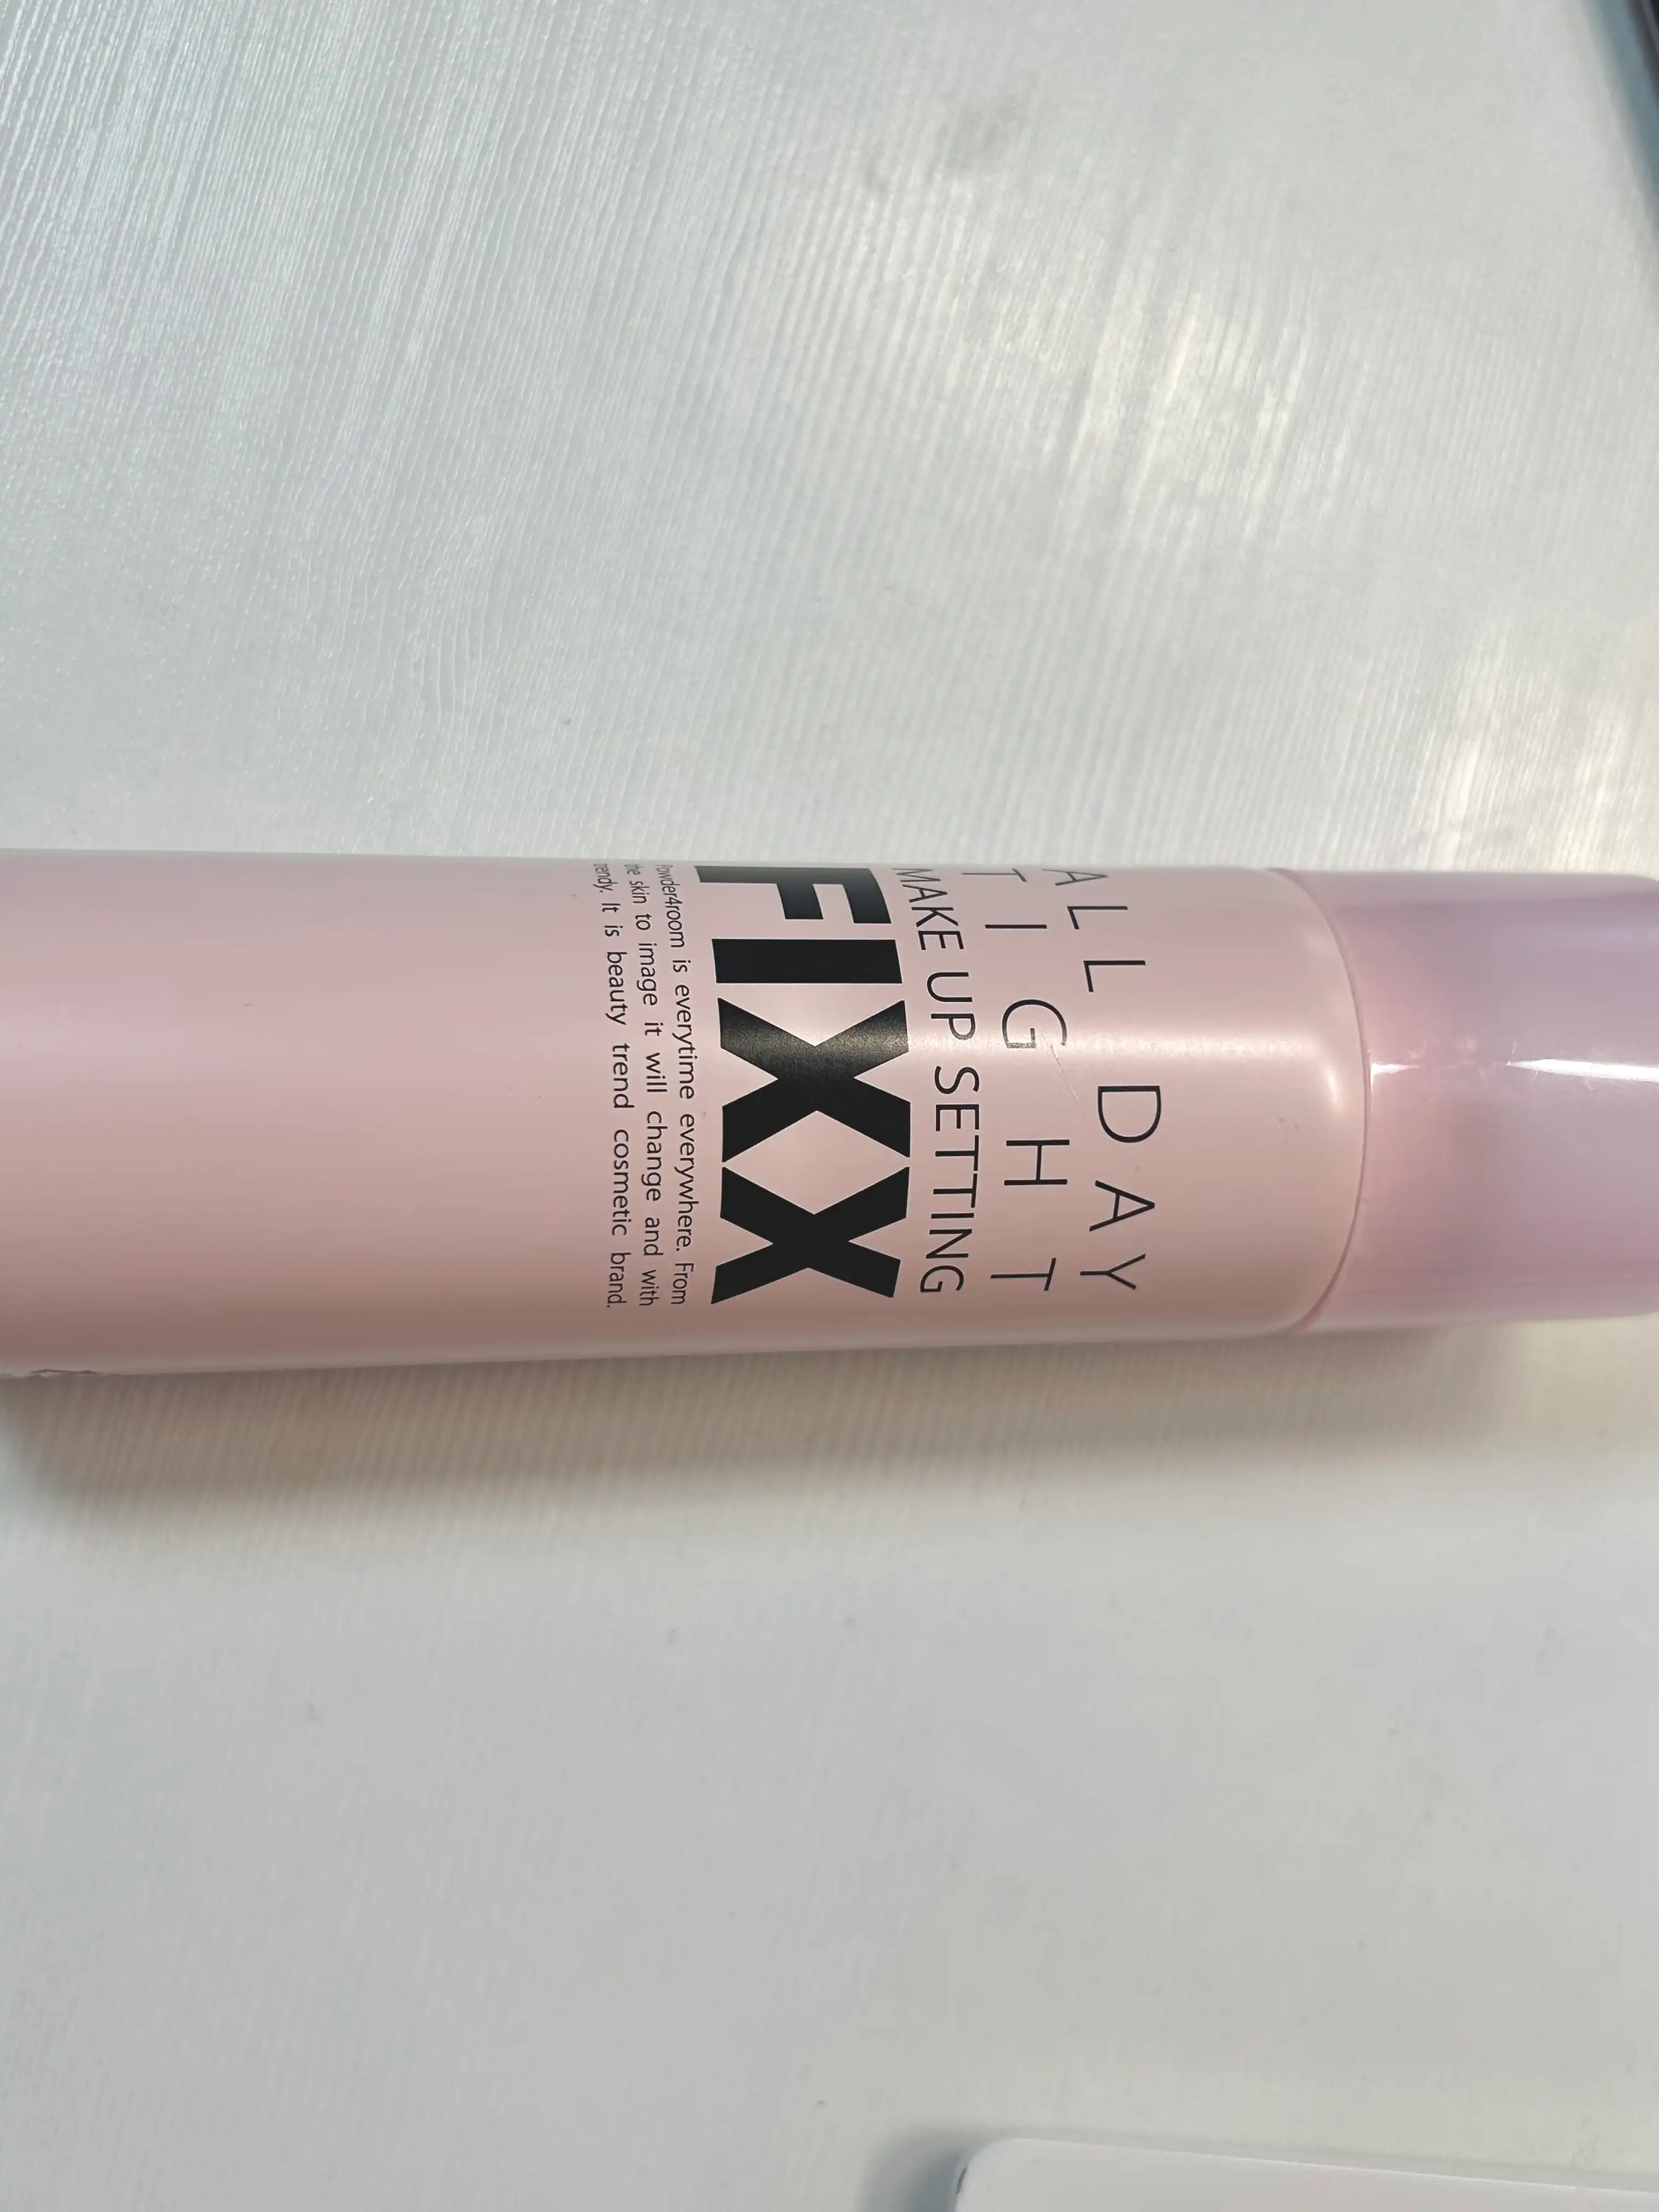 ALL DAY
TIGHT
MAKE UP SETTING
FIXX
Powder4room is everytime everywhere. From
the skin to image it will change and with
trendy. It is beauty trend cosmetic brand.